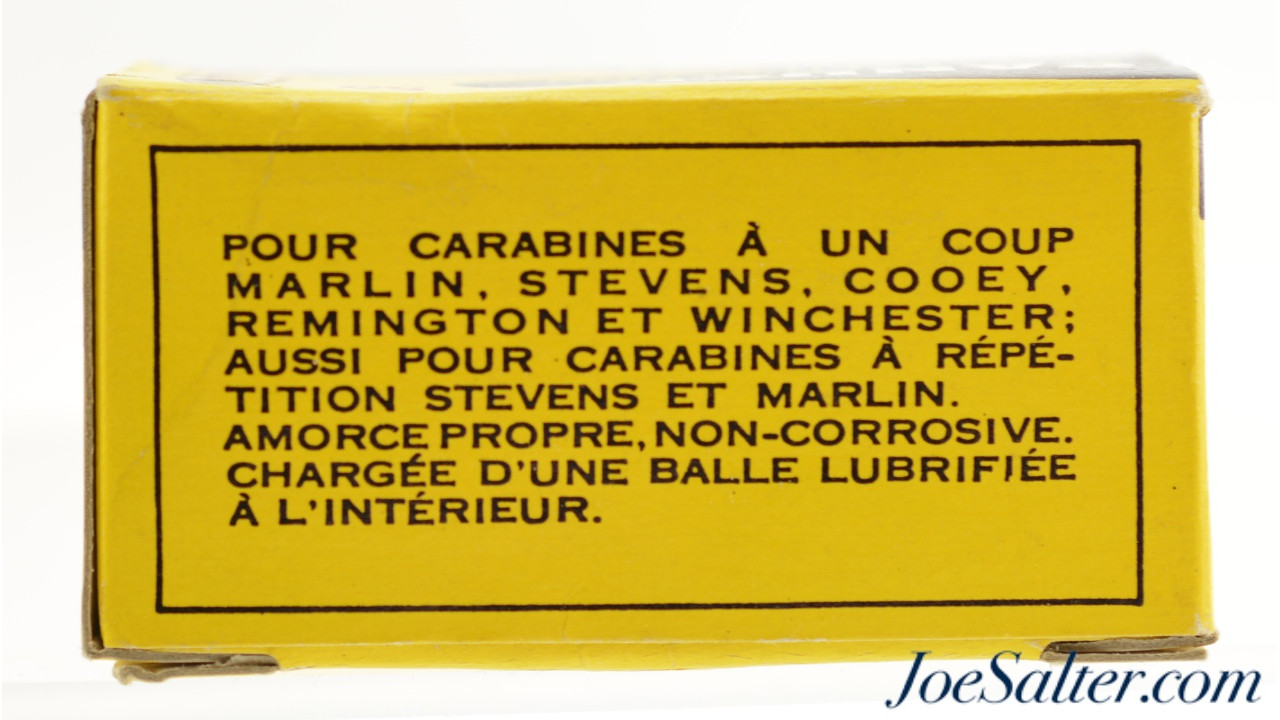 POUR CARABINES À UN COUP
MARLIN, STEVENS, COOEY,
REMINGTON ET WINCHESTER;
AUSSI POUR CARABINES À RÉPÉ-
TITION STEVENS ET MARLIN.
AMORCE PROPRE, NON-CORROSIVE.
CHARGÉE D'UNE BALLE LUBRIFIÉE
À L'INTÉRIEUR.
JoeSalter.com